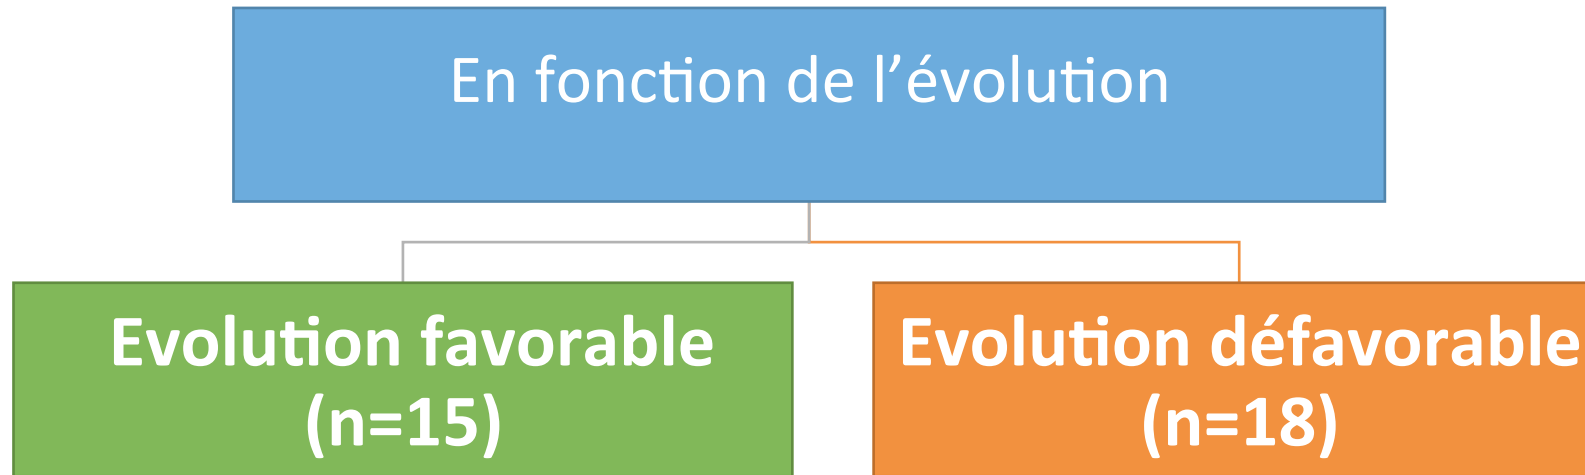 En fonction de l’évolution
Evolution favorable
(n=15)
Evolution défavorable
(n=18)